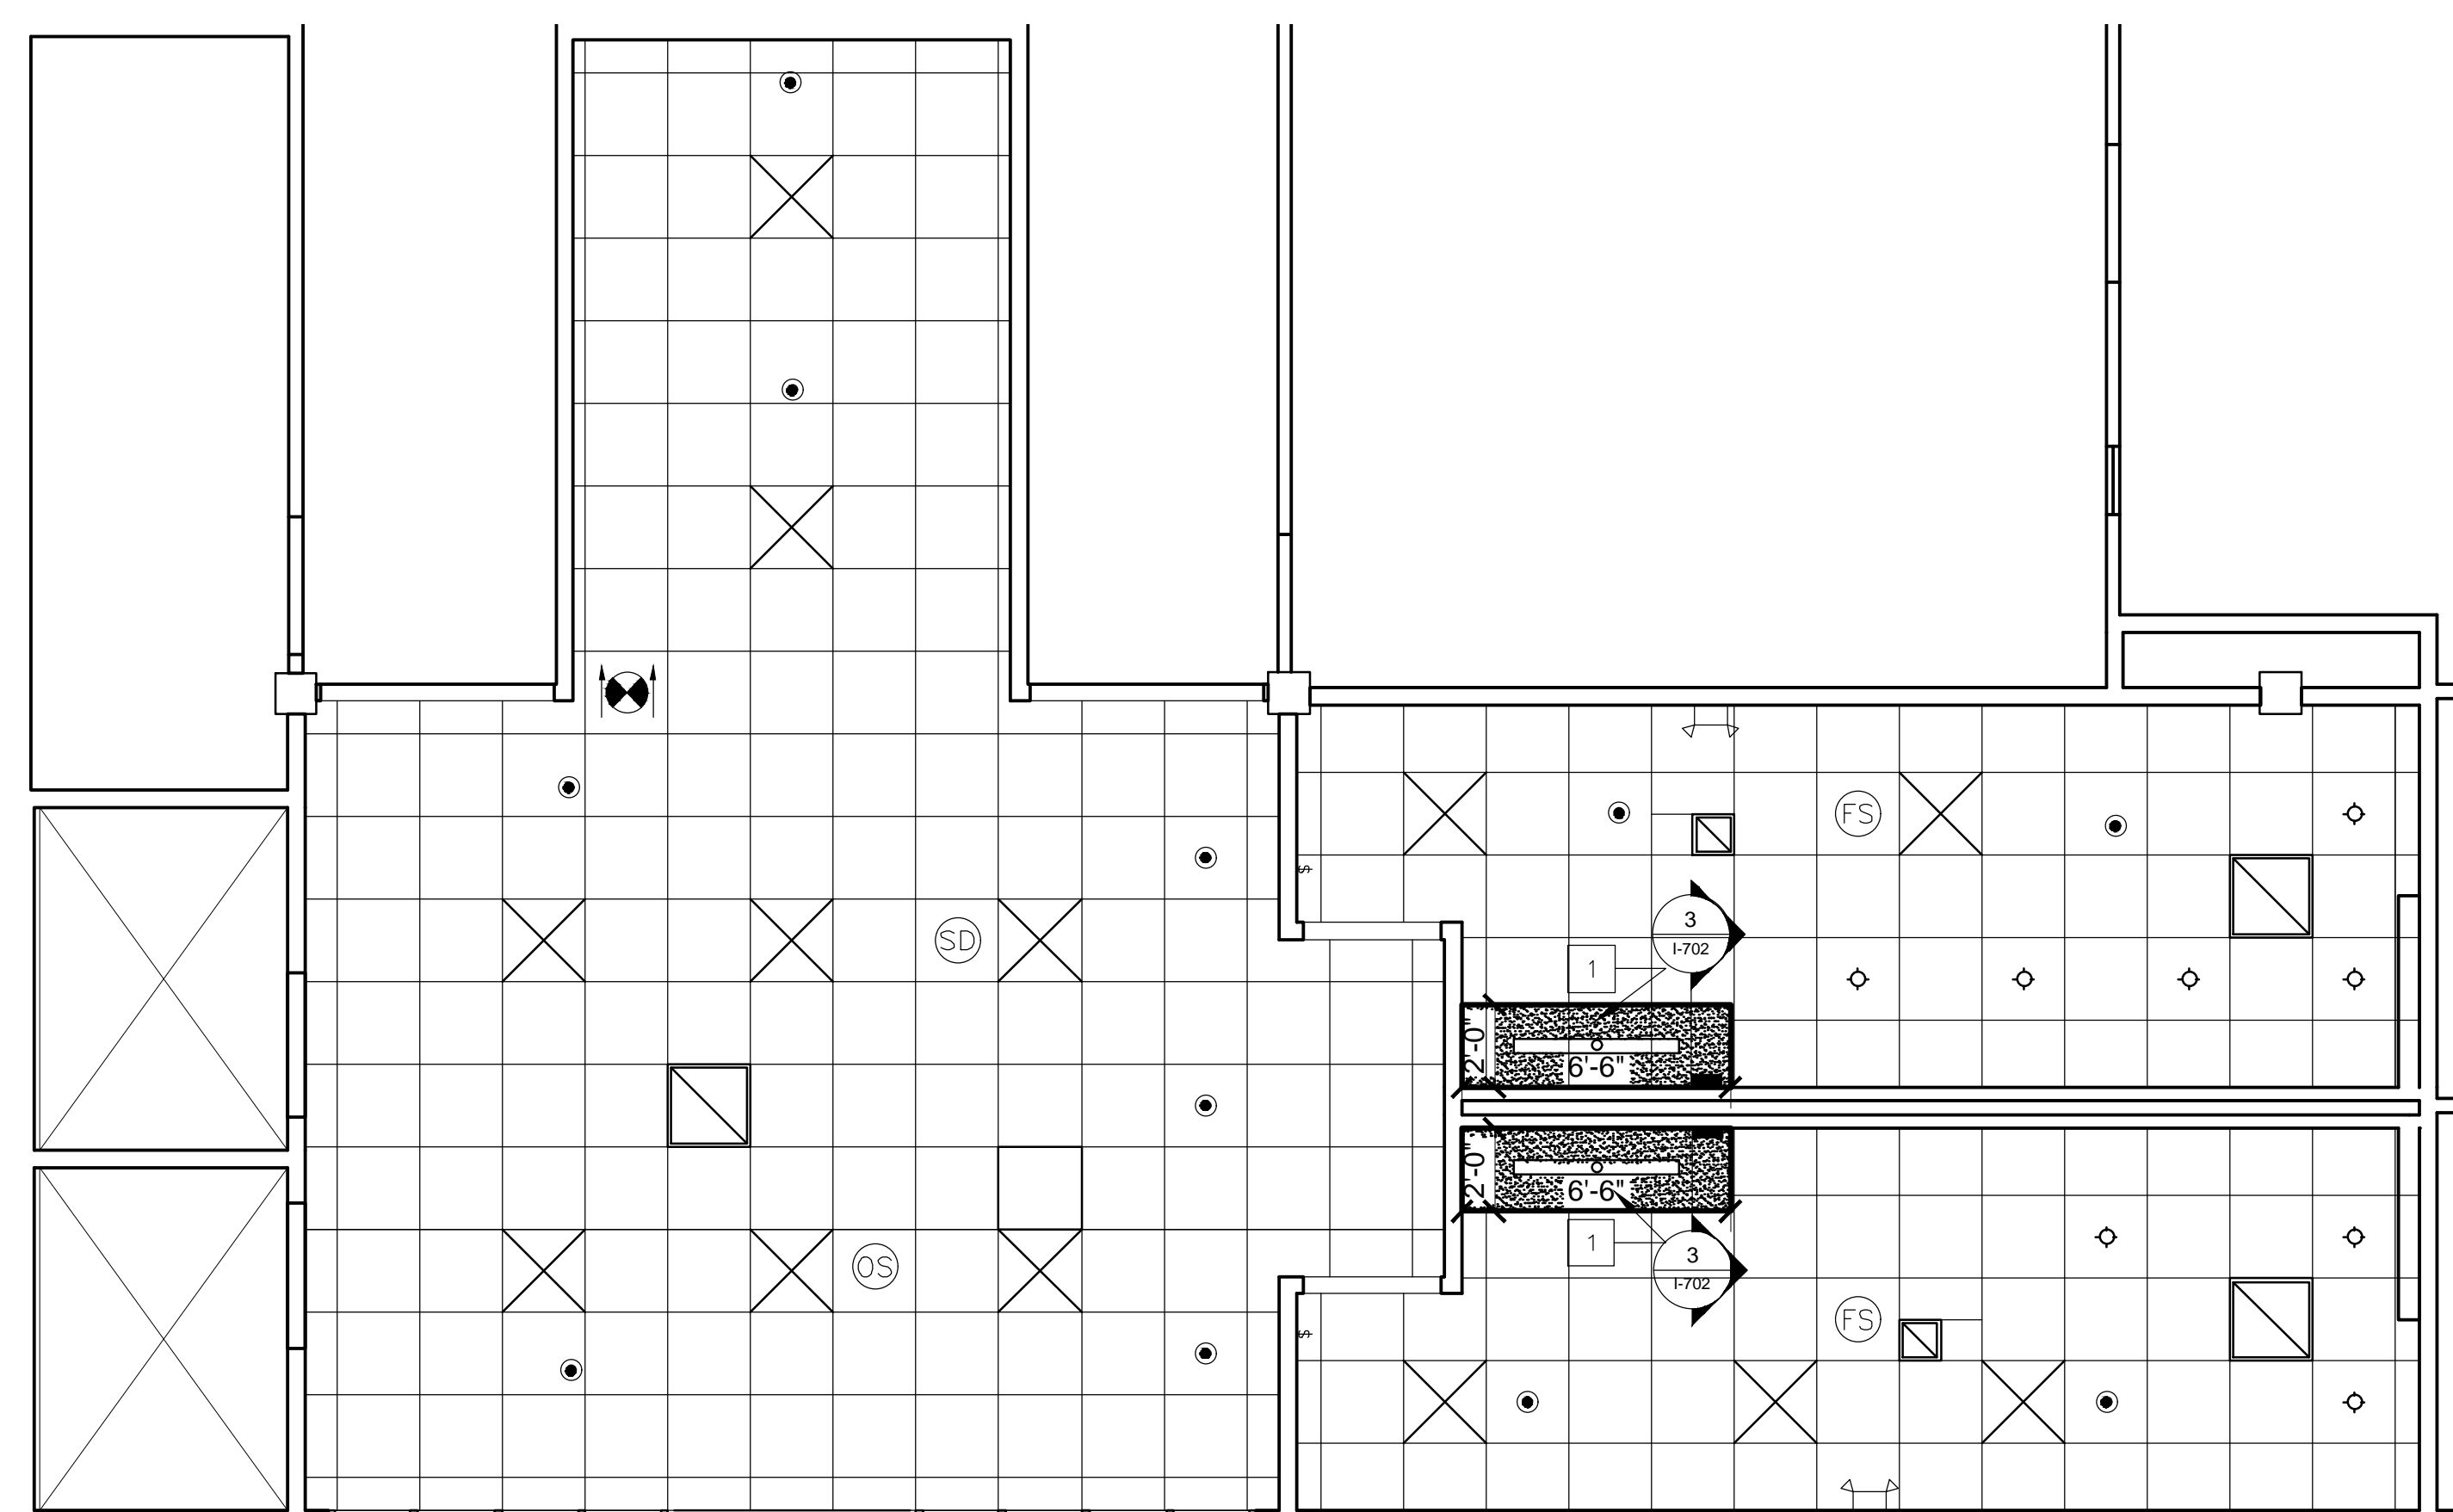 FS
$
SD
3
I-702
1
2'-0"
6'-6"
2'-0"
6'-6"
1
3
I-702
OS
FS
$